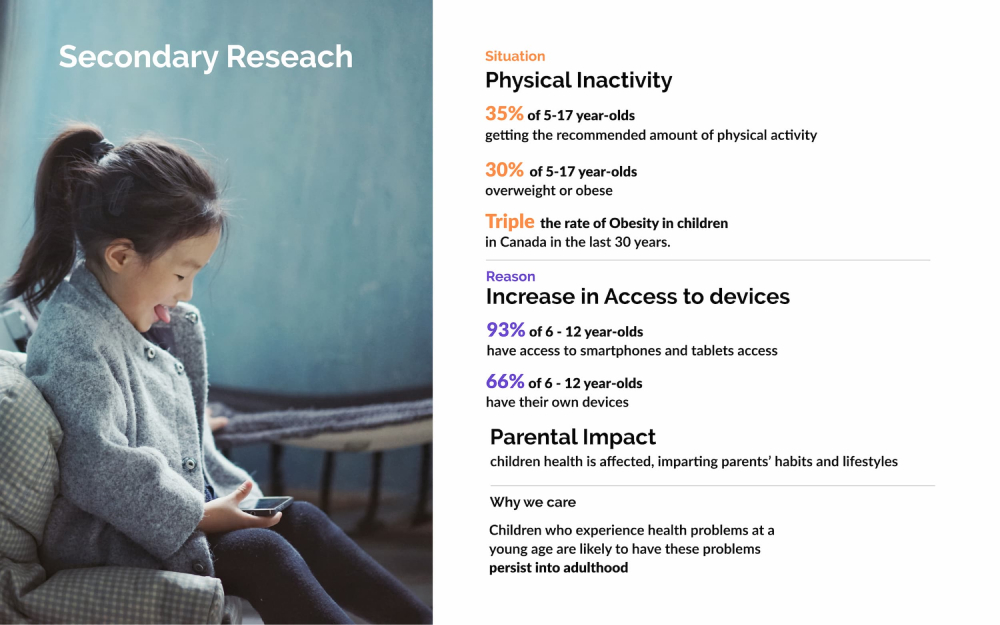 Secondary Reseach
Situation
Physical Inactivity
35% of 5-17 year-olds
getting the recommended amount of physical activity
30% of 5-17 year-olds
overweight or obese
Triple the rate of Obesity in children
in Canada in the last 30 years.
Reason
Increase in Access to devices
93% of 6 - 12 year-olds
have access to smartphones and tablets access
66% of 6 - 12 year-olds
have their own devices
Parental Impact
children health is affected, imparting parents’ habits and lifestyles
Why we care
Children who experience health problems at a
young age are likely to have these problems
persist into adulthood